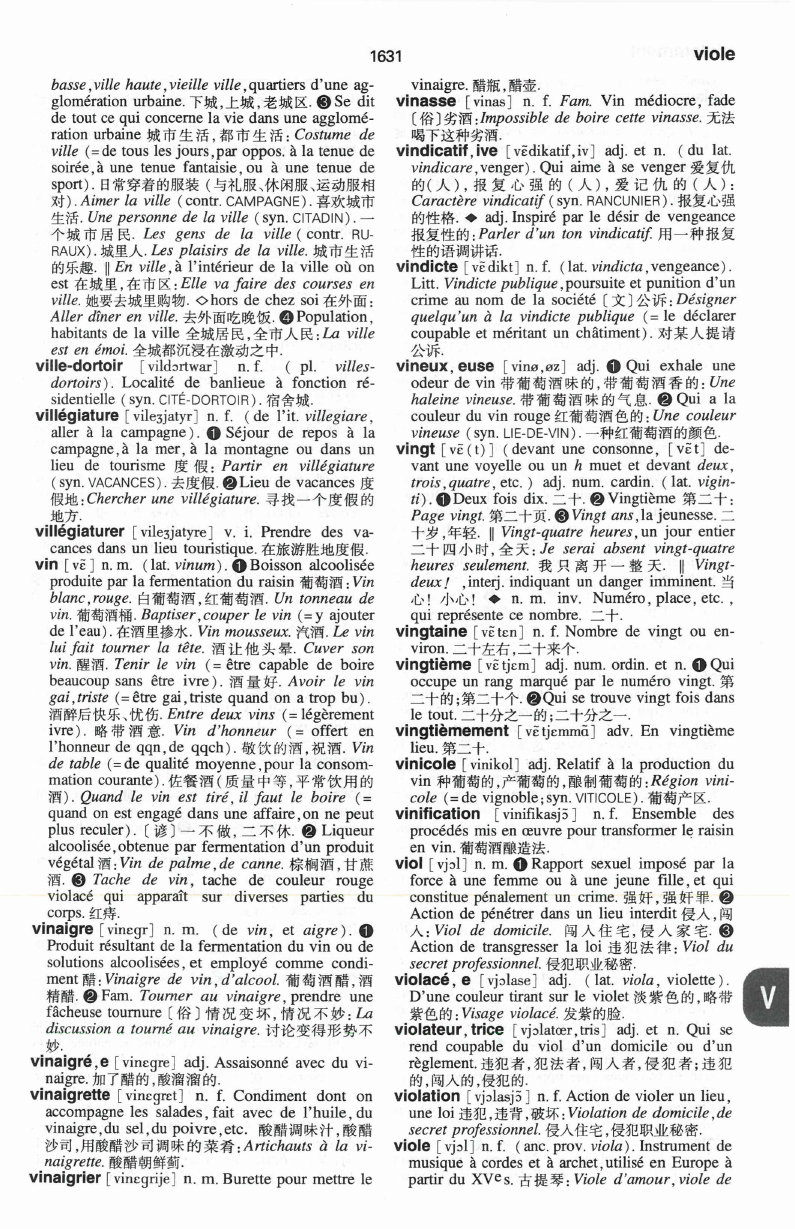 1631
viole
basse,ville haute,vieille ville,quartiers d'une ag-
glomération urbaine. 下城,上城,老城区. ❸ Se dit
de tout ce qui concerne la vie dans une agglomé-
ration urbaine 城市生活,都市生活: Costume de
ville (=de tous les jours,par oppos. à la tenue de
soirée,à une tenue fantaisie, ou à une tenue de
sport). 日常穿着的服装 (与礼服、休闲服、运动服相
对). Aimer la ville (contr. CAMPAGNE). 喜欢城市
生活. Une personne de la ville (syn. CITADIN). 一
个城市居民. Les gens de la ville (contr. RU-
RAUX). 城里人. Les plaisirs de la ville. 城市生活
的乐趣. ‖ En ville,à l'intérieur de la ville où on
est 在城里,在市区: Elle va faire des courses en
ville. 她要去城里购物. ◇hors de chez soi 在外面:
Aller dîner en ville. 去外面吃晚饭. ❹ Population,
habitants de la ville 全城居民,全市人民: La ville
est en émoi. 全城都沉浸在激动之中.
ville-dortoir [vildɔrtwar] n. f. ( pl. villes-
dortoirs). Localité de banlieue à fonction ré-
sidentielle (syn. CITÉ-DORTOIR). 宿舍城.
villégiature [vileʒjatyr] n. f. (de l'it. villegiare,
aller à la campagne). ❶ Séjour de repos à la
campagne,à la mer, à la montagne ou dans un
lieu de tourisme 度假: Partir en villégiature
(syn. VACANCES). 去度假. ❷ Lieu de vacances 度
假地: Chercher une villégiature. 寻找一个度假的
地方.
villégiaturer [vileʒjatyre] v. i. Prendre des va-
cances dans un lieu touristique. 在旅游胜地度假.
vin [vɛ̃] n. m. (lat. vinum). ❶ Boisson alcoolisée
produite par la fermentation du raisin 葡萄酒: Vin
blanc,rouge. 白葡萄酒,红葡萄酒. Un tonneau de
vin. 葡萄酒桶. Baptiser,couper le vin (=y ajouter
de l'eau). 在酒里掺水. Vin mousseux. 汽酒. Le vin
lui fait tourner la tête. 酒让他头晕. Cuver son
vin. 醒酒. Tenir le vin (= être capable de boire
beaucoup sans être ivre). 酒量好. Avoir le vin
gai,triste (=être gai,triste quand on a trop bu).
酒醉后快乐、忧伤. Entre deux vins (=légèrement
ivre). 略带酒意. Vin d'honneur (= offert en
l'honneur de qqn,de qqch). 敬饮的酒,祝酒. Vin
de table (=de qualité moyenne,pour la consom-
mation courante). 佐餐酒(质量中等,平常饮用的
酒). Quand le vin est tiré, il faut le boire (=
quand on est engagé dans une affaire,on ne peut
plus reculer). 〔谚〕一不做,二不休. ❷ Liqueur
alcoolisée,obtenue par fermentation d'un produit
végétal 酒: Vin de palme,de canne. 棕榈酒,甘蔗
酒. ❸ Tache de vin, tache de couleur rouge
violacé qui apparaît sur diverses parties du
corps. 红痔.
vinaigre [vinɛgr] n. m. (de vin, et aigre). ❶
Produit résultant de la fermentation du vin ou de
solutions alcoolisées, et employé comme condi-
ment 醋: Vinaigre de vin,d'alcool. 葡萄酒醋,酒
精醋. ❷ Fam. Tourner au vinaigre,prendre une
fâcheuse tournure 〔俗〕情况变坏,情况不妙: La
discussion a tourné au vinaigre. 讨论变得形势不
妙.
vinaigré,e [vinɛgre] adj. Assaisonné avec du vi-
naigre. 加了醋的,酸溜溜的.
vinaigrette [vinɛgrɛt] n. f. Condiment dont on
accompagne les salades, fait avec de l'huile,du
vinaigre,du sel,du poivre,etc. 酸醋调味汁,酸醋
沙司,用酸醋沙司调味的菜肴: Artichauts à la vi-
naigrette. 酸醋朝鲜蓟.
vinaigrier [vinɛgrije] n. m. Burette pour mettre le
vinaigre. 醋瓶,醋壶.
vinasse [vinas] n. f. Fam. Vin médiocre, fade
〔俗〕劣酒: Impossible de boire cette vinasse. 无法
喝下这种劣酒.
vindicatif,ive [vɛ̃dikatif,iv] adj. et n. (du lat.
vindicare,venger). Qui aime à se venger 爱复仇
的(人),报复心强的(人),爱记仇的(人):
Caractère vindicatif (syn. RANCUNIER). 报复心强
的性格. ◆ adj. Inspiré par le désir de vengeance
报复性的: Parler d'un ton vindicatif. 用一种报复
性的语调讲话.
vindicte [vɛ̃dikt] n. f. (lat. vindicta,vengeance).
Litt. Vindicte publique,poursuite et punition d'un
crime au nom de la société〔文〕公诉: Désigner
quelqu'un à la vindicte publique (= le déclarer
coupable et méritant un châtiment). 对某人提请
公诉.
vineux, euse [vinø,øz] adj. ❶ Qui exhale une
odeur de vin 带葡萄酒味的,带葡萄酒香的: Une
haleine vineuse. 带葡萄酒味的气息. ❷ Qui a la
couleur du vin rouge 红葡萄酒色的: Une couleur
vineuse (syn. LIE-DE-VIN). 一种红葡萄酒的颜色.
vingt [vɛ̃(t)] (devant une consonne, [vɛ̃t] de-
vant une voyelle ou un h muet et devant deux,
trois,quatre, etc. ) adj. num. cardin. (lat. vigin-
ti). ❶ Deux fois dix. 二十. ❷ Vingtième 第二十:
Page vingt. 第二十页. ❸ Vingt ans,la jeunesse. 二
十岁,年轻. ‖ Vingt-quatre heures,un jour entier
二十四小时,全天: Je serai absent vingt-quatre
heures seulement. 我只离开一整天. ‖ Vingt-
deux! ,interj. indiquant un danger imminent. 当
心! 小心! ◆ n. m. inv. Numéro, place, etc. ,
qui représente ce nombre. 二十.
vingtaine [vɛ̃tɛn] n. f. Nombre de vingt ou en-
viron. 二十左右,二十来个.
vingtième [vɛ̃tjɛm] adj. num. ordin. et n. ❶ Qui
occupe un rang marqué par le numéro vingt. 第
二十的;第二十个. ❷ Qui se trouve vingt fois dans
le tout. 二十分之一的;二十分之一.
vingtièmement [vɛ̃tjɛmmɑ̃] adv. En vingtième
lieu. 第二十.
vinicole [vinikol] adj. Relatif à la production du
vin 种葡萄的,产葡萄的,酿制葡萄的: Région vini-
cole (=de vignoble; syn. VITICOLE). 葡萄产区.
vinification [vinifikasjɔ̃] n. f. Ensemble des
procédés mis en œuvre pour transformer le raisin
en vin. 葡萄酒酿造法.
viol [vjɔl] n. m. ❶ Rapport sexuel imposé par la
force à une femme ou à une jeune fille, et qui
constitue pénalement un crime. 强奸,强奸罪. ❷
Action de pénétrer dans un lieu interdit 侵入,闯
入: Viol de domicile. 闯入住宅,侵入家宅. ❸
Action de transgresser la loi 违犯法律: Viol du
secret professionnel. 侵犯职业秘密.
violacé, e [vjɔlase] adj. (lat. viola, violette).
D'une couleur tirant sur le violet 淡紫色的,略带
紫色的: Visage violacé. 发紫的脸.
violateur,trice [vjɔlatœr,tris] adj. et n. Qui se
rend coupable du viol d'un domicile ou d'un
règlement. 违犯者,犯法者,闯入者,侵犯者;违犯
的,闯入的,侵犯的.
violation [vjɔlasjɔ̃] n. f. Action de violer un lieu,
une loi 违犯,违背,破坏: Violation de domicile,de
secret professionnel. 侵入住宅,侵犯职业秘密.
viole [vjɔl] n. f. (anc. prov. viola). Instrument de
musique à cordes et à archet,utilisé en Europe à
partir du XVe s. 古提琴: Viole d'amour, viole de
V